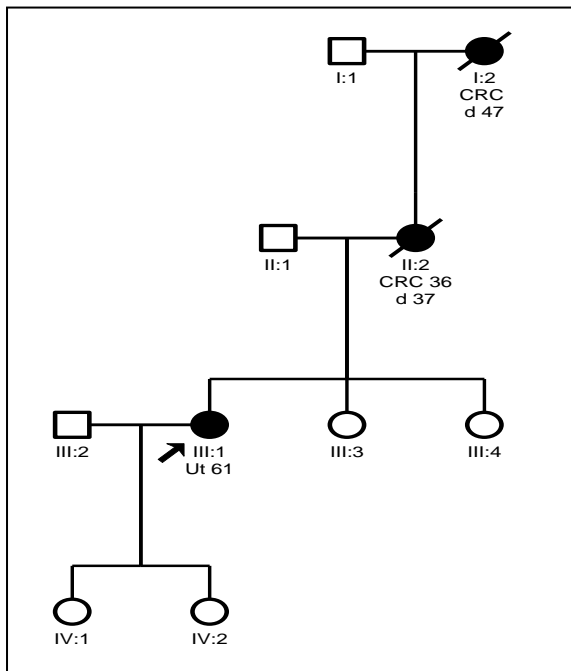 I:1
I:2
CRC
d 47
II:1
II:2
CRC 36
d 37
III:2
III:1
Ut 61
III:3
III:4
IV:1
IV:2